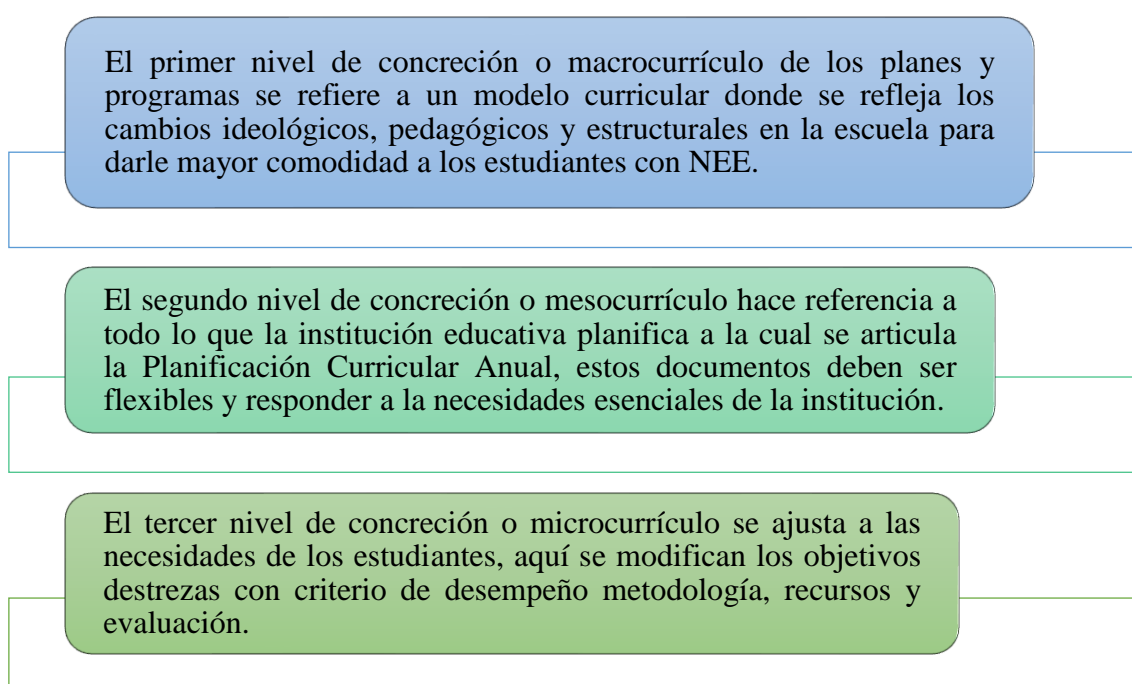 El primer nivel de concreción o macrocurrículo de los planes y
programas se refiere a un modelo curricular donde se refleja los
cambios ideológicos, pedagógicos y estructurales en la escuela para
darle mayor comodidad a los estudiantes con NEE.
El segundo nivel de concreción o mesocurrículo hace referencia a
todo lo que la institución educativa planifica a la cual se articula
la Planificación Curricular Anual, estos documentos deben ser
flexibles y responder a la necesidades esenciales de la institución.
El tercer nivel de concreción o microcurrículo se ajusta a las
necesidades de los estudiantes, aquí se modifican los objetivos
destrezas con criterio de desempeño metodología, recursos y
evaluación.